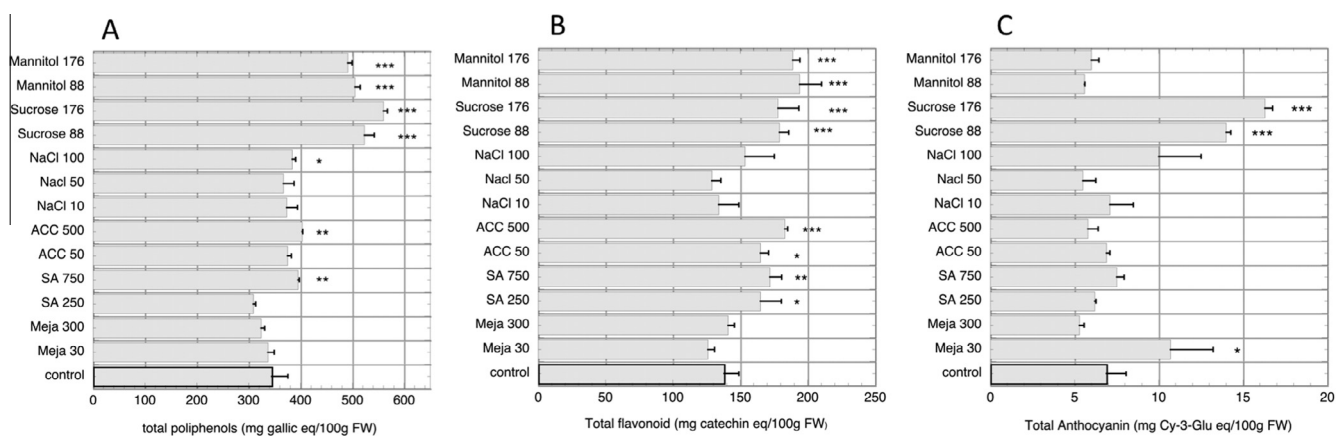 A
Mannitol 176
***
Mannitol 88
***
Sucrose 176
***
Sucrose 88
***
NaCl 100
*
Nacl 50
NaCl 10
ACC 500
**
ACC 50
SA 750
**
SA 250
Meja 300
Meja 30
control
0 100 200 300 400 500 600
total poliphenols (mg gallic eq/100g FW)
B
Mannitol 176
***
Mannitol 88
***
Sucrose 176
***
Sucrose 88
***
NaCl 100
Nacl 50
NaCl 10
ACC 500
***
ACC 50
*
SA 750
**
SA 250
*
Meja 300
Meja 30
control
0 50 100 150 200 250
Total flavonoid (mg catechin eq/100g FW)
C
Mannitol 176
Mannitol 88
Sucrose 176
***
Sucrose 88
***
NaCl 100
Nacl 50
NaCl 10
ACC 500
ACC 50
SA 750
SA 250
Meja 300
Meja 30
*
control
0 5 10 15 20
Total Anthocyanin (mg Cy-3-Glu eq/100g FW)